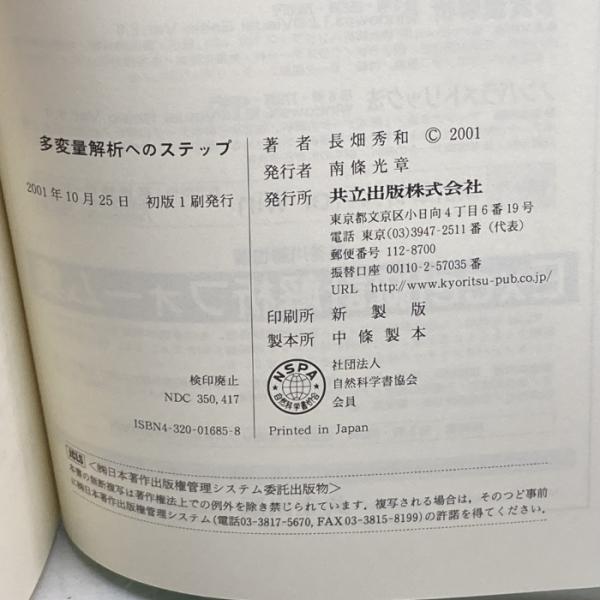 多変量解析へのステップ
2001年10月25日 初版1刷発行
検印廃止
NDC 350, 417
ISBN4-320-01685-8
著者 長畑秀和 © 2001
発行者 南條光章
発行所 共立出版株式会社
東京都文京区小日向4丁目6番19号
電話 東京(03)3947-2511番(代表)
郵便番号 112-8700
振替口座 00110-2-57035番
URL http://www.kyoritsu-pub.co.jp/
印刷所 新製版
製本所 中條製本
NSPA
自然科学書協会
社団法人
自然科学書協会
会員
Printed in Japan
JCLS <㈱日本著作出版権管理システム委託出版物>
本書の無断複写は著作権法上での例外を除き禁じられています.複写される場合は,そのつど事前
に㈱日本著作出版権管理システム(電話03-3817-5670, FAX 03-3815-8199)の許諾を得てください.